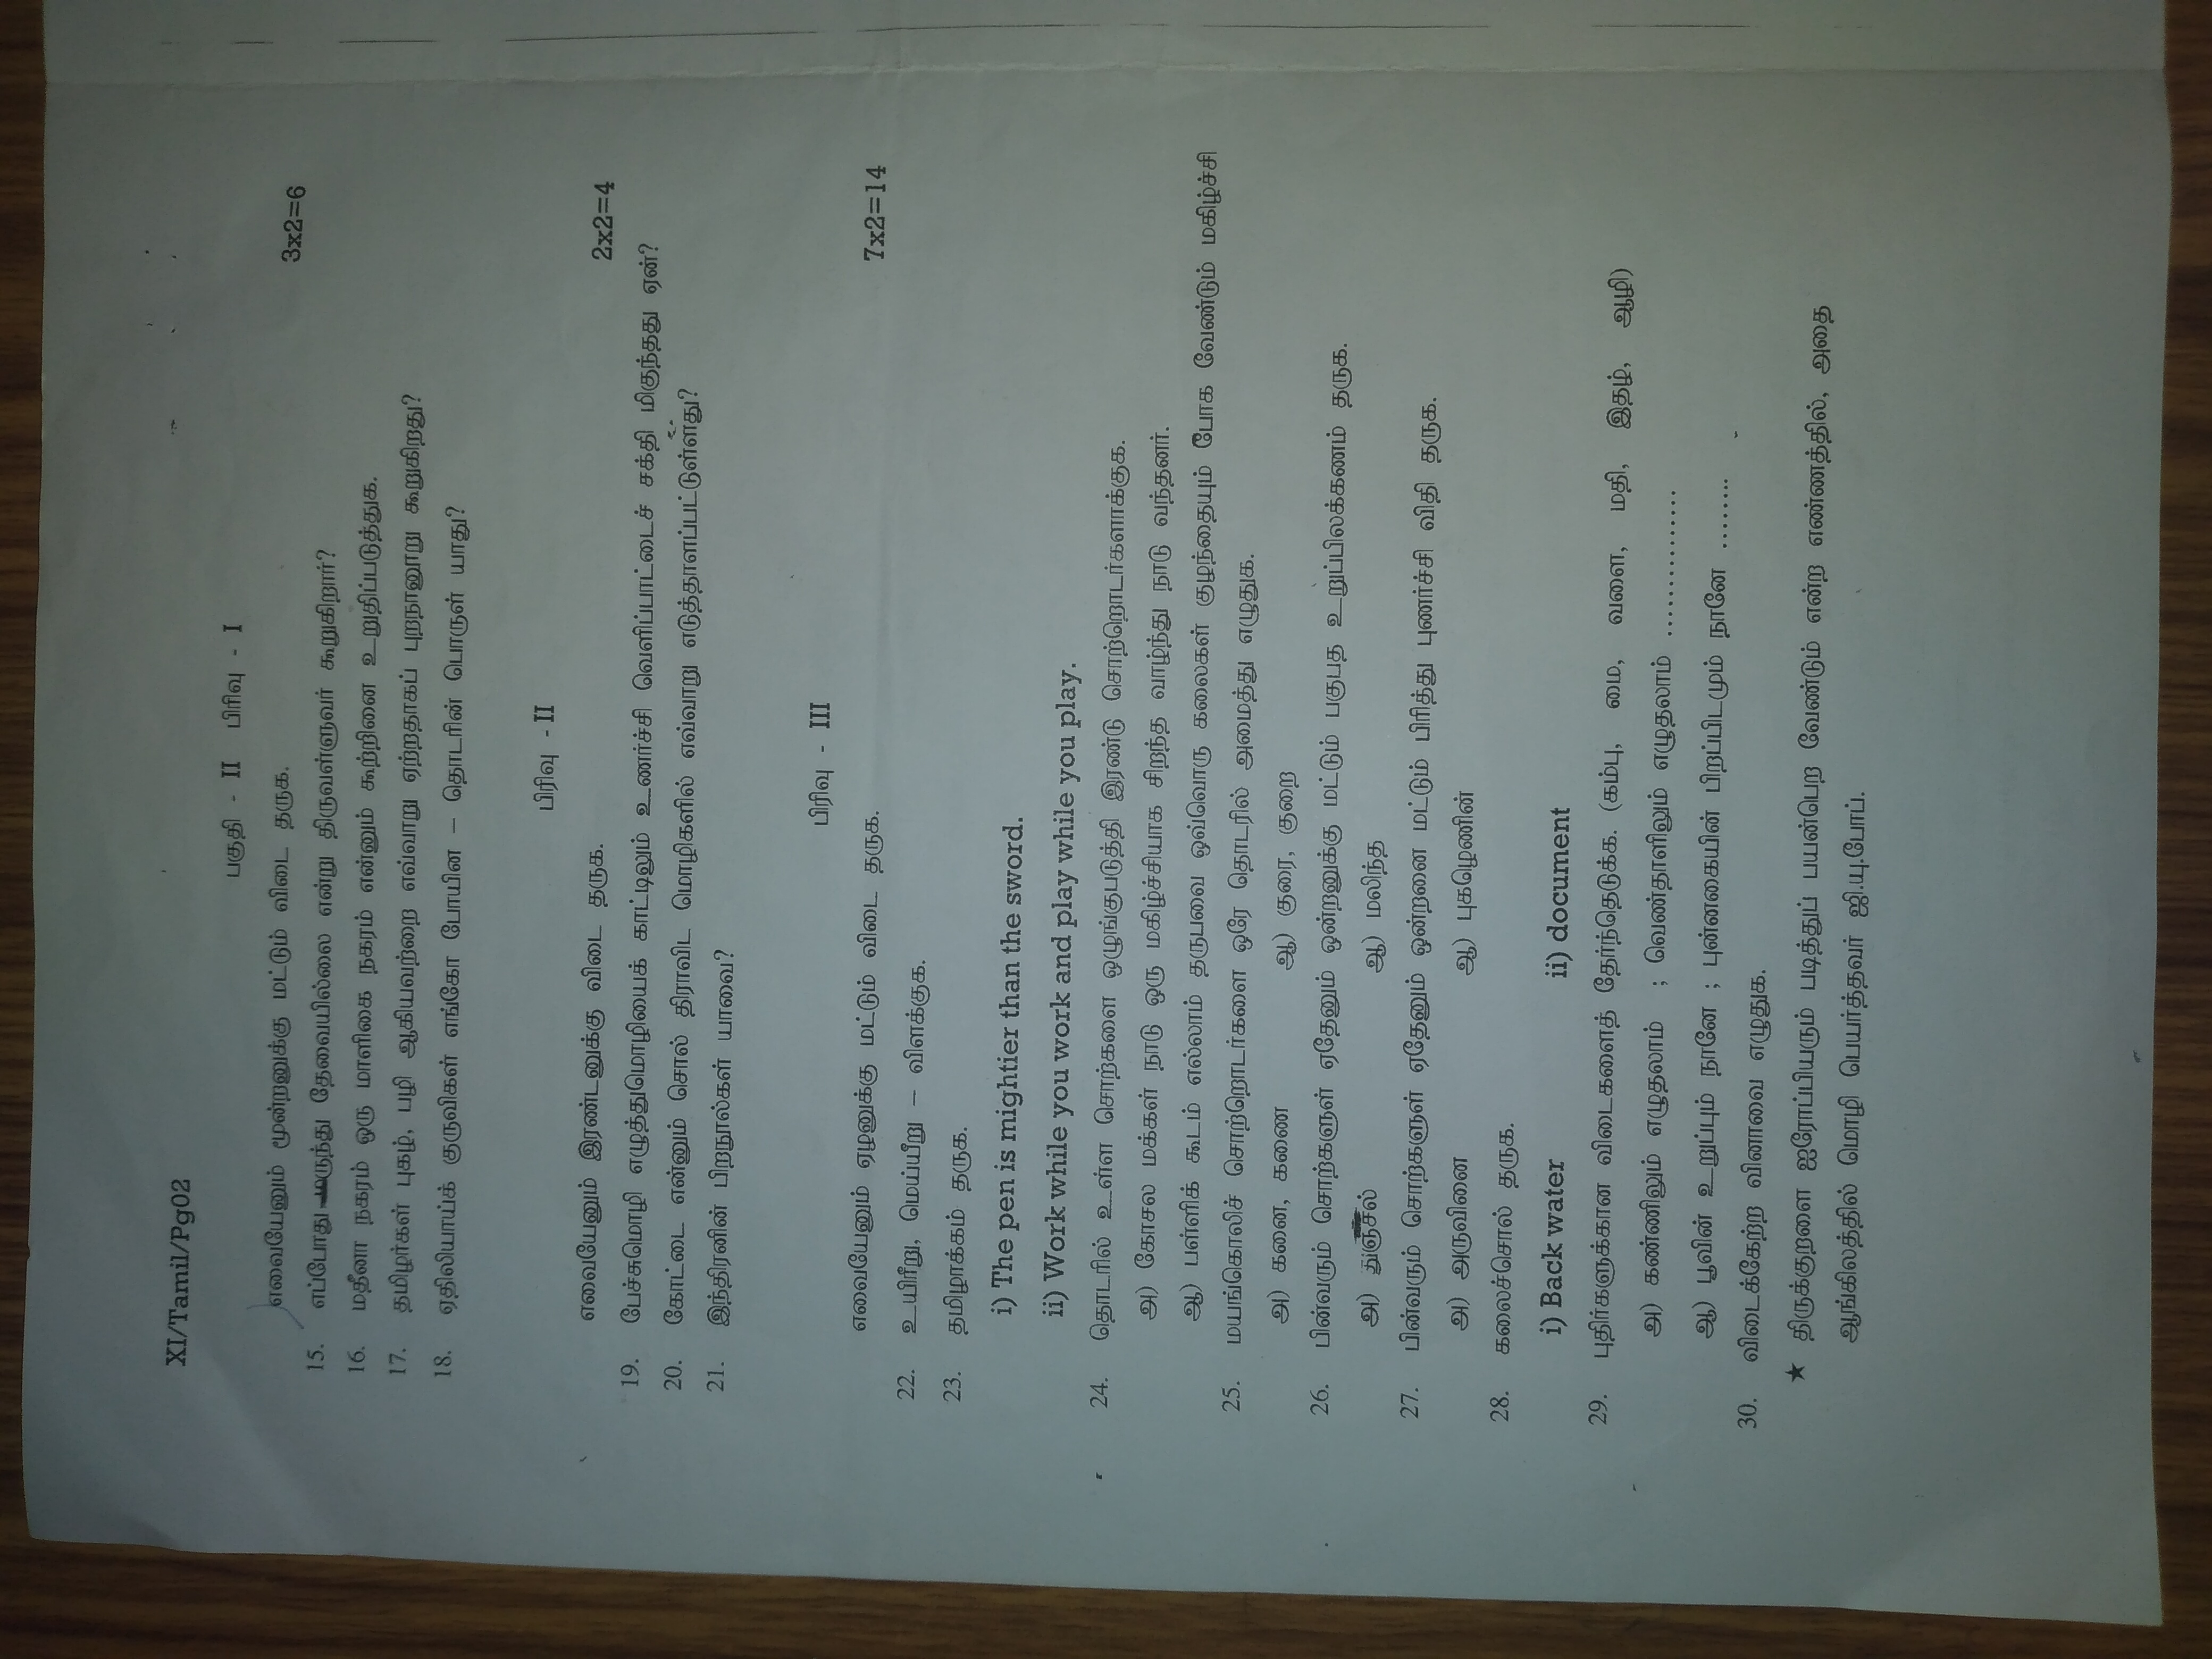 XI/Tamil/Pg02
பகுதி - II பிரிவு - I
எவையேனும் மூன்றனுக்கு மட்டும் விடை தருக. 3x2=6
15. எப்போது மருந்து தேவையில்லை என்று திருவள்ளுவர் கூறுகிறார்?
16. மதீனா நகரம் ஒரு மாளிகை நகரம் என்னும் கூற்றினை உறுதிப்படுத்துக.
17. தமிழர்கள் புகழ், பழி ஆகியவற்றை எவ்வாறு ஏற்றதாகப் புறநானூறு கூறுகிறது?
18. ஏதிலியாய்க் குருவிகள் எங்கோ போயின – தொடரின் பொருள் யாது?
பிரிவு - II
எவையேனும் இரண்டனுக்கு விடை தருக. 2x2=4
19. பேச்சுமொழி எழுத்துமொழியைக் காட்டிலும் உணர்ச்சி வெளிப்பாட்டைச் சக்தி மிகுந்தது ஏன்?
20. கோட்டை என்னும் சொல் திராவிட மொழிகளில் எவ்வாறு எடுத்தாளப்பட்டுள்ளது?
21. இந்திரனின் பிறநூல்கள் யாவை?
பிரிவு - III
எவையேனும் ஏழனுக்கு மட்டும் விடை தருக. 7x2=14
22. உயிரீறு, மெய்யீறு – விளக்குக.
23. தமிழாக்கம் தருக.
i) The pen is mightier than the sword.
ii) Work while you work and play while you play.
24. தொடரில் உள்ள சொற்களை ஒழுங்குபடுத்தி இரண்டு சொற்றொடர்களாக்குக.
அ) கோசல மக்கள் நாடு ஒரு மகிழ்ச்சியாக சிறந்த வாழ்ந்து நாடு வந்தனர்.
ஆ) பள்ளிக் கூடம் எல்லாம் தருபவை ஒவ்வொரு கலைகள் குழந்தையும் போக வேண்டும் மகிழ்ச்சி
25. மயங்கொலிச் சொற்றொடர்களை ஒரே தொடரில் அமைத்து எழுதுக.
அ) கனை, கணை ஆ) குரை, குறை
26. பின்வரும் சொற்களுள் ஏதேனும் ஒன்றனுக்கு மட்டும் பகுபத உறுப்பிலக்கணம் தருக.
அ) துஞ்சல் ஆ) மலிந்த
27. பின்வரும் சொற்களுள் ஏதேனும் ஒன்றனை மட்டும் பிரித்து புணர்ச்சி விதி தருக.
அ) அருவினை ஆ) புகழெணின்
28. கலைச்சொல் தருக.
i) Back water ii) document
29. புதிர்களுக்கான விடைகளைத் தேர்ந்தெடுக்க. (கம்பு, மை, வளை, மதி, இதழ், ஆழி)
அ) கண்ணிலும் எழுதலாம் ; வெண்தாளிலும் எழுதலாம் ...............
ஆ) பூவின் உறுப்பும் நானே ; புன்னகையின் பிறப்பிடமும் நானே ........
30. விடைக்கேற்ற வினாவை எழுதுக.
★ திருக்குறளை ஐரோப்பியரும் படித்துப் பயன்பெற வேண்டும் என்ற எண்ணத்தில், அதை
ஆங்கிலத்தில் மொழி பெயர்த்தவர் ஜி.யு.போப்.